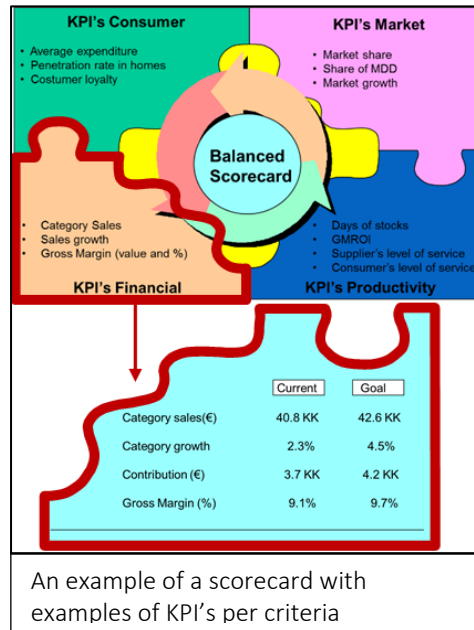 KPI's Consumer
• Average expenditure
• Penetration rate in homes
• Costumer loyalty
KPI's Market
• Market share
• Share of MDD
• Market growth
Balanced
Scorecard
• Category Sales
• Sales growth
• Gross Margin (value and %)
KPI's Financial
• Days of stocks
• GMROI
• Supplier's level of service
• Consumer's level of service
KPI's Productivity
Current Goal
Category sales(€) 40.8 KK 42.6 KK
Category growth 2.3% 4.5%
Contribution (€) 3.7 KK 4.2 KK
Gross Margin (%) 9.1% 9.7%
An example of a scorecard with
examples of KPI's per criteria